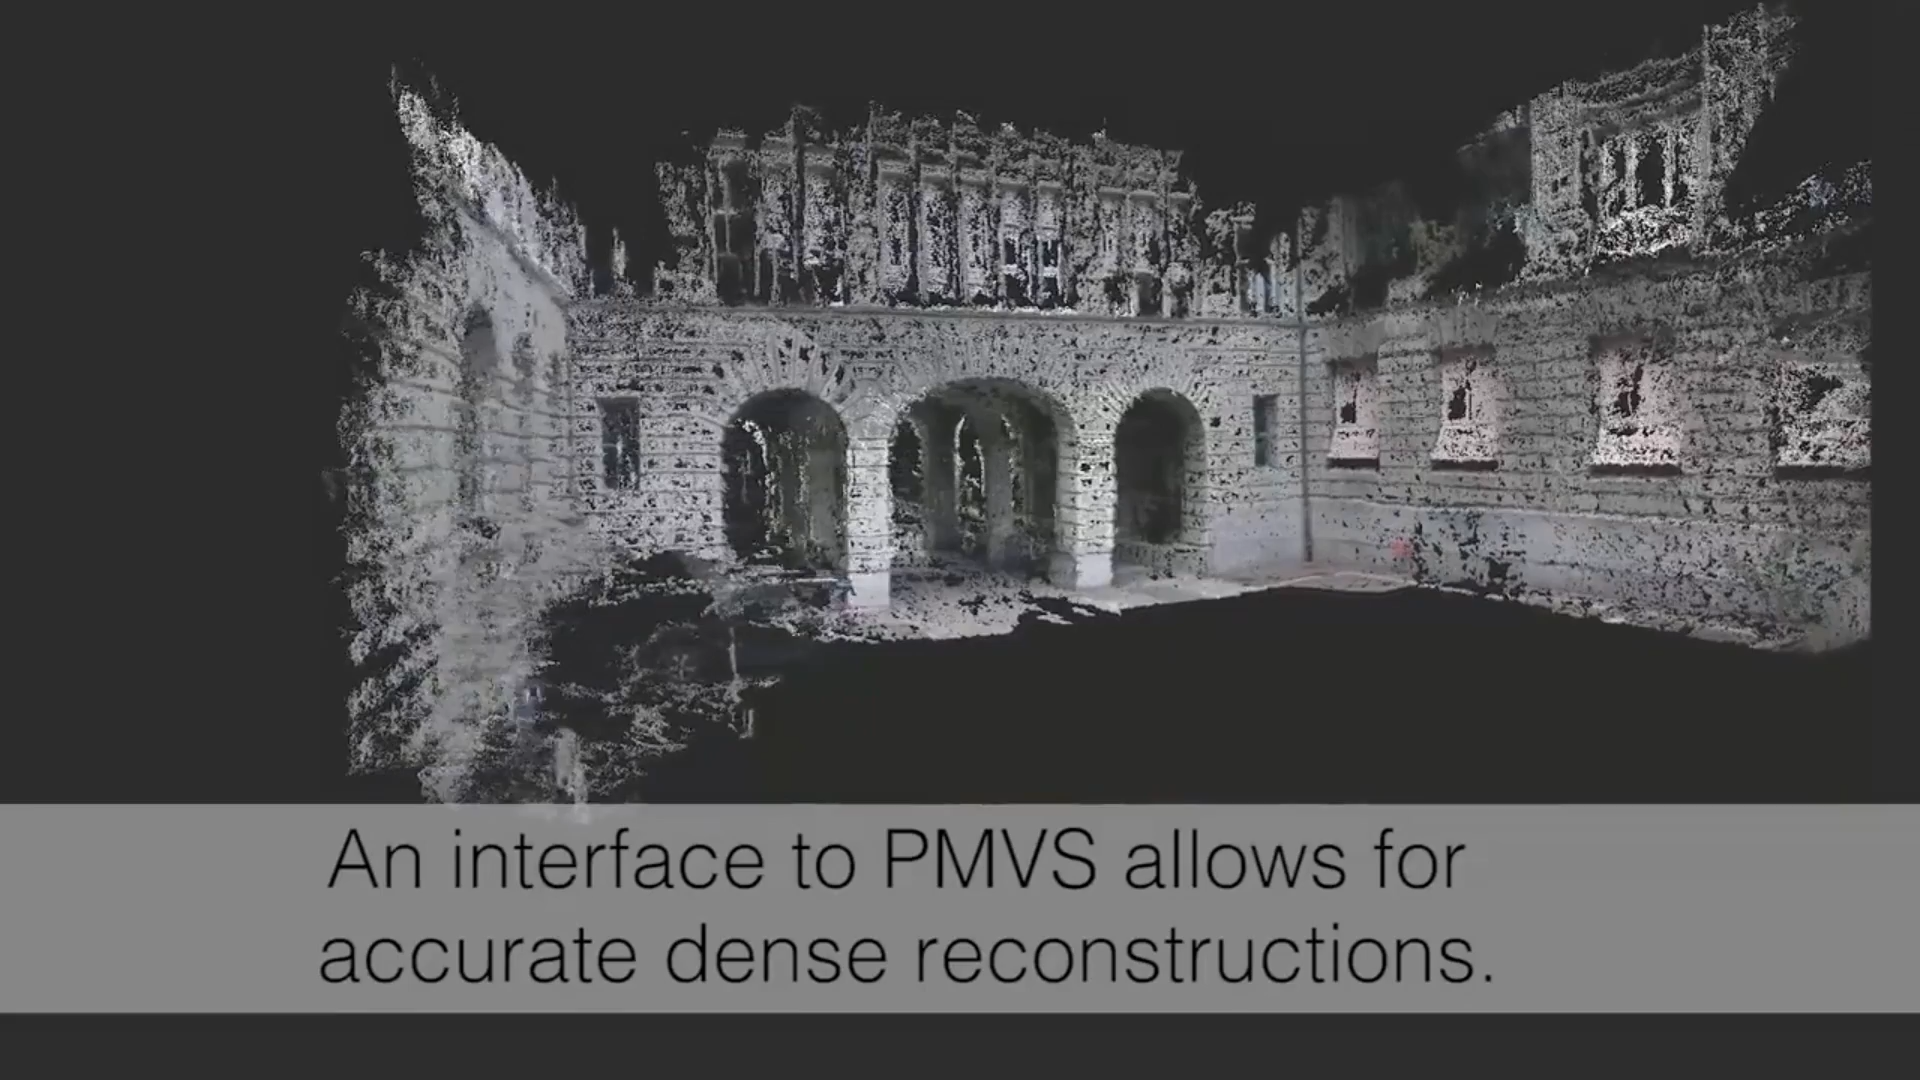 An interface to PMVS allows for
accurate dense reconstructions.